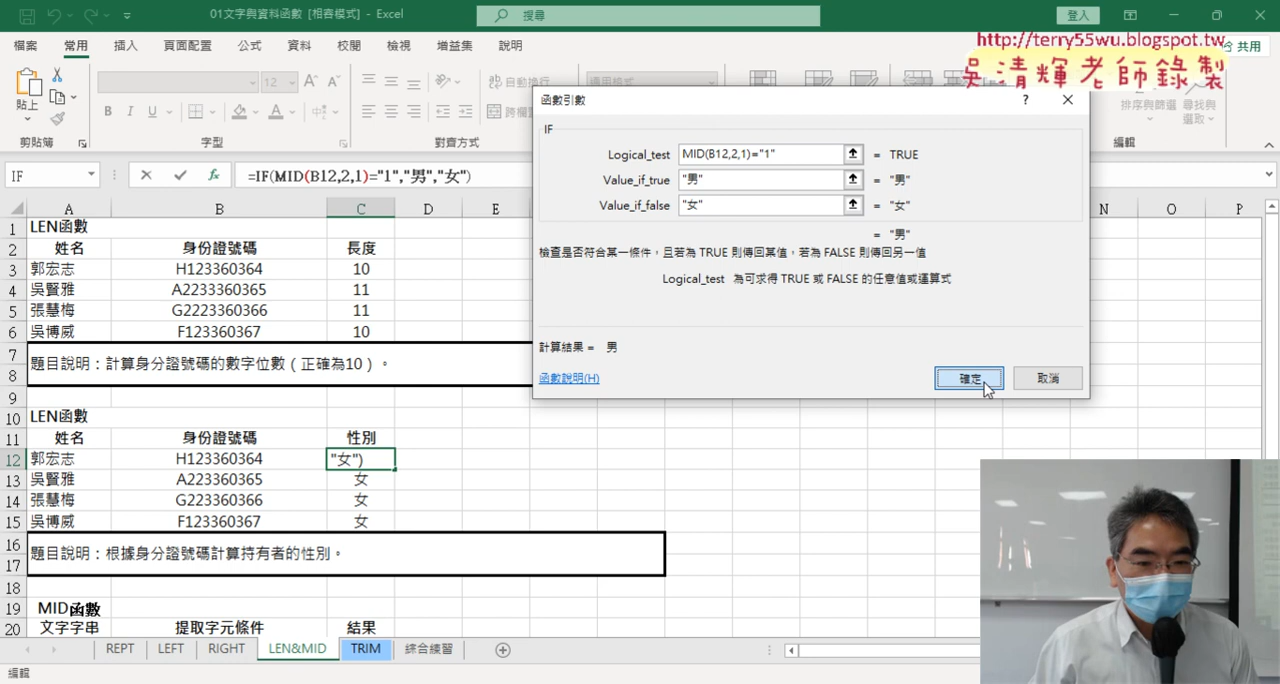 01文字與資料函數 [相容模式] - Excel
搜尋
登入
檔案 常用 插入 頁面配置 公式 資料 校閱 檢視 增益集 說明
http://terry55wu.blogspot.tw
共用
吳清輝老師錄製
貼上
12
B I U
自動換行
通用格式
排序與篩選 尋找與選取
剪貼簿 字型 對齊方式 編輯
IF
=IF(MID(B12,2,1)="1","男","女")
函數引數
?
IF
Logical_test MID(B12,2,1)="1" = TRUE
Value_if_true "男" = "男"
Value_if_false "女" = "女"
= "男"
檢查是否符合某一條件，且若為 TRUE 則傳回某值，若為 FALSE 則傳回另一值
Logical_test 為可求得 TRUE 或 FALSE 的任意值或運算式
計算結果 = 男
函數說明(H)
確定 取消
A B C D E N O P
1 LEN函數
2 姓名 身份證號碼 長度
3 郭宏志 H123360364 10
4 吳賢雅 A2233360365 11
5 張慧梅 G2223360366 11
6 吳博威 F123360367 10
7 題目說明：計算身分證號碼的數字位數（正確為10）。
8
9
10 LEN函數
11 姓名 身份證號碼 性別
12 郭宏志 H123360364 "女")
13 吳賢雅 A223360365 女
14 張慧梅 G223360366 女
15 吳博威 F123360367 女
16 題目說明：根據身分證號碼計算持有者的性別。
17
18
19 MID函數
20 文字字串 提取字元條件 結果
REPT LEFT RIGHT LEN&MID TRIM 綜合練習
編輯